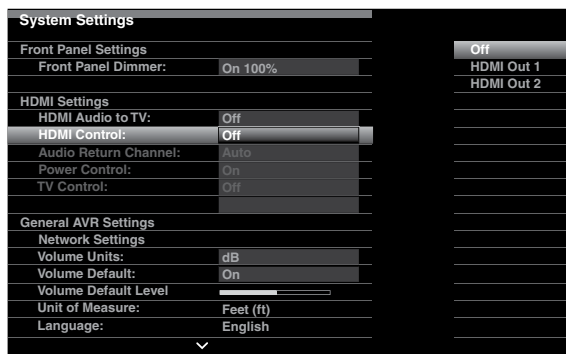 System Settings
Front Panel Settings
Front Panel Dimmer: On 100%
HDMI Settings
HDMI Audio to TV: Off
HDMI Control: Off
Audio Return Channel: Auto
Power Control: On
TV Control: Off
General AVR Settings
Network Settings
Volume Units: dB
Volume Default: On
Volume Default Level
Unit of Measure: Feet (ft)
Language: English
Off
HDMI Out 1
HDMI Out 2